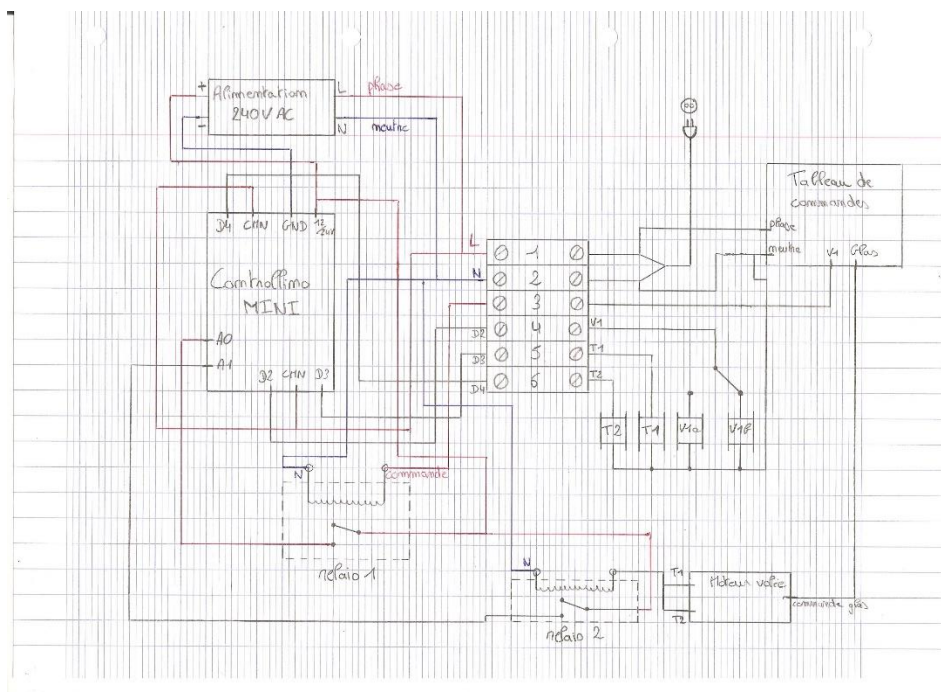 +
Alimentation
240V AC
-
L
phase
N
neutre
Tableau de
commandes
phase
neutre
V1
Glas
D4
CHN
GND
12
/24V
Controllino
MINI
A0
A1
D2
CHN
D3
L
1
N
2
3
D2
4
V1
D3
5
T1
D4
6
T2
T2
T1
V1a
V1b
N
commande
relais 1
N
relais 2
T1
T2
Moteur volée
commande glas